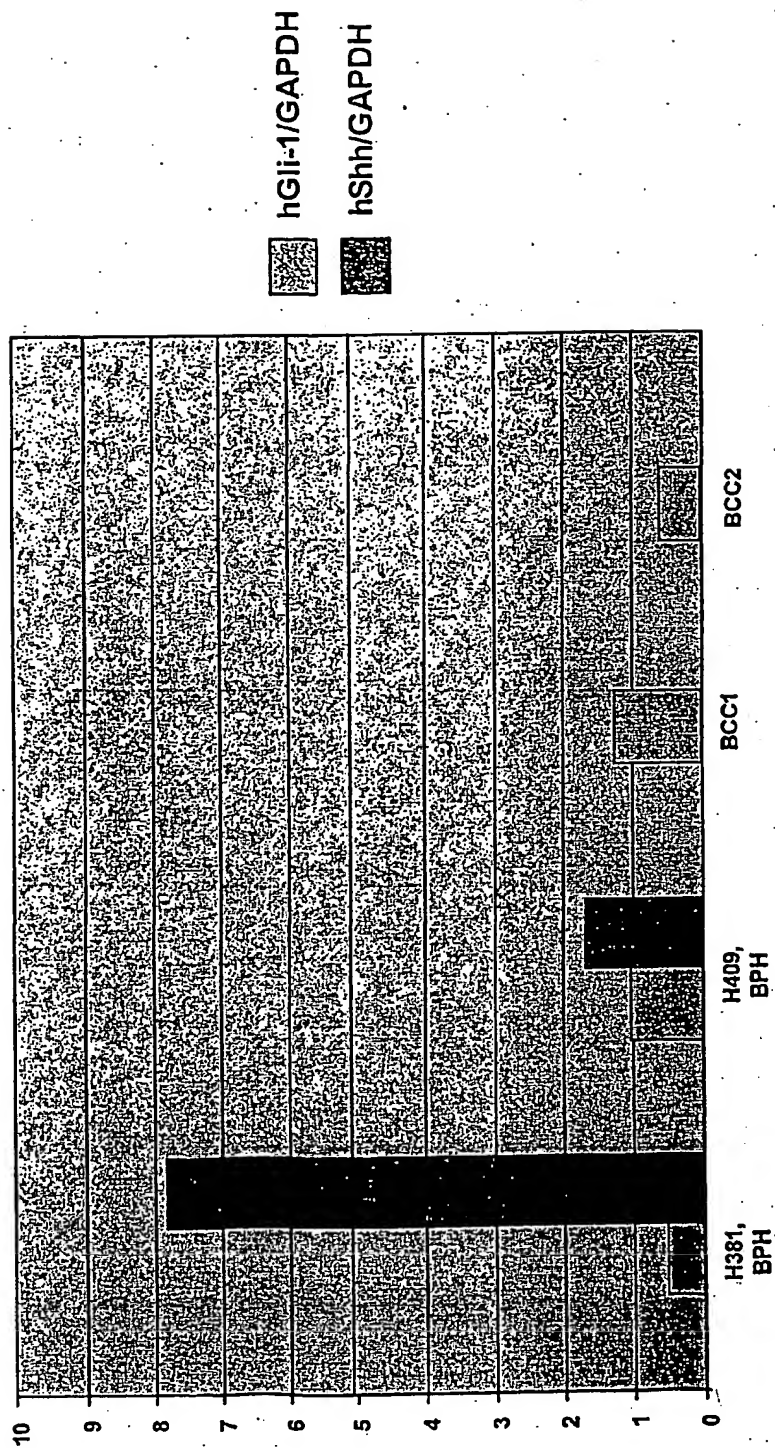 10
9
8
7
6
5
4
3
2
1
0
H381,
BPH
H409,
BPH
BCC1
BCC2
hGli-1/GAPDH
hShh/GAPDH